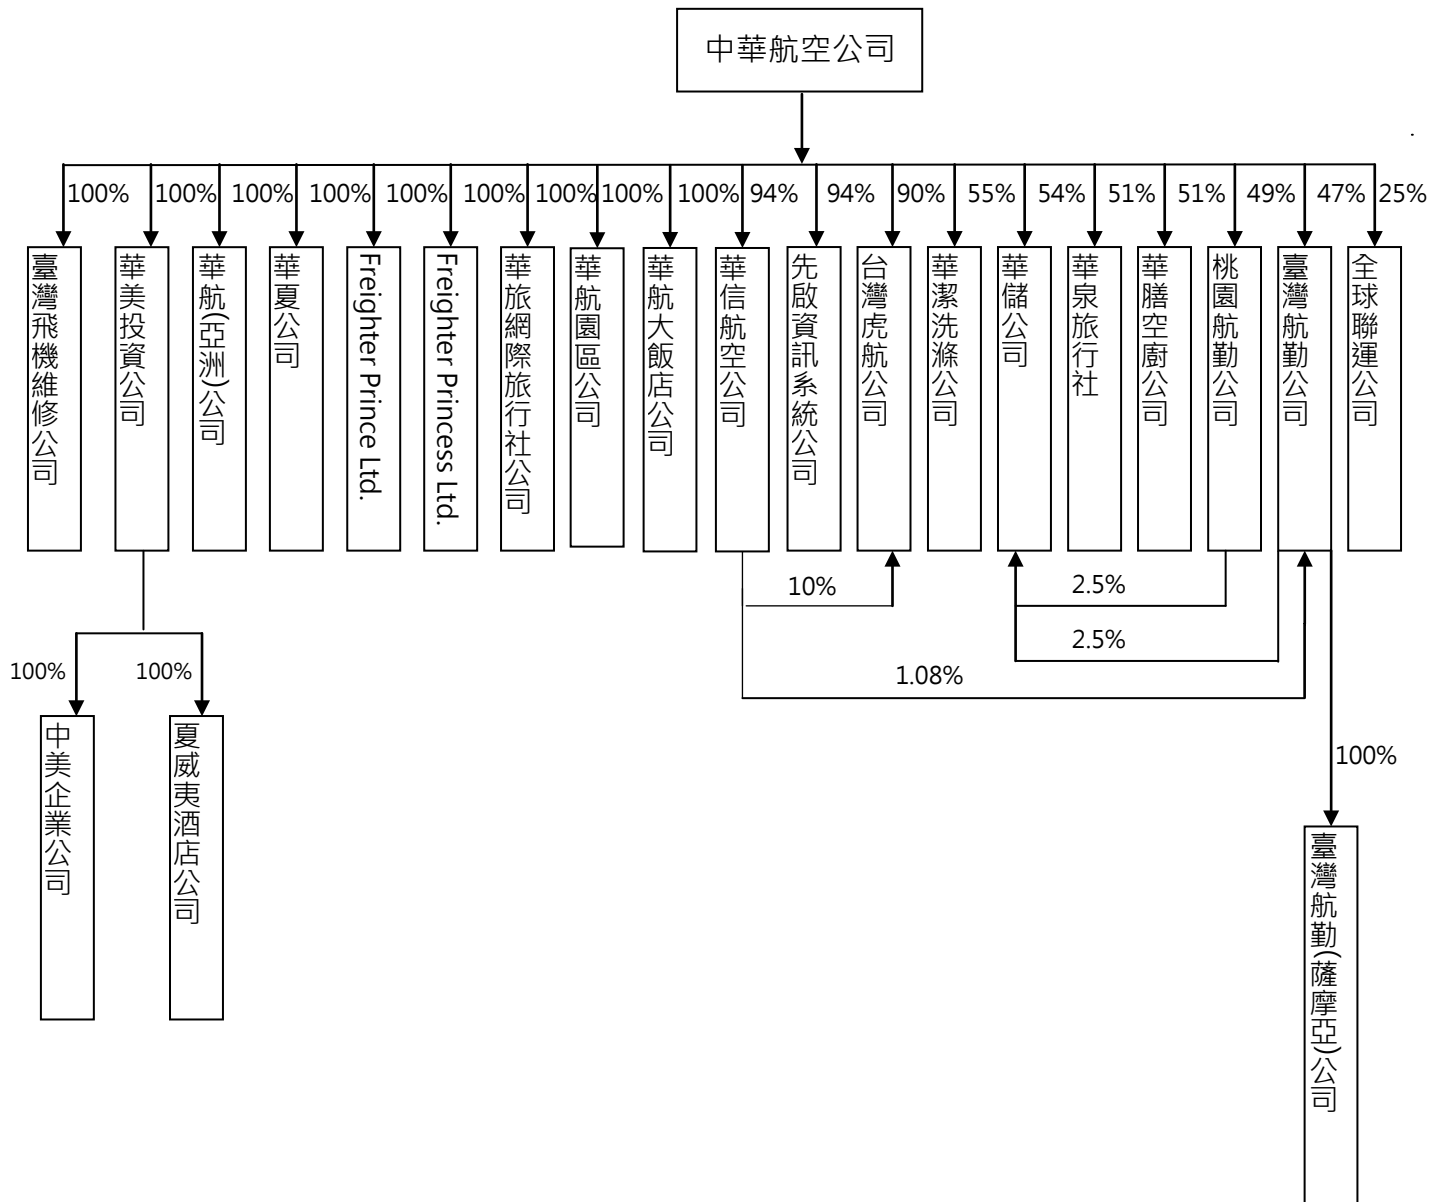 中華航空公司
100%
100%
100%
100%
100%
100%
100%
100%
100%
94%
94%
90%
55%
54%
51%
51%
49%
47%
25%
臺灣飛機維修公司
華美投資公司
華航(亞洲)公司
華夏公司
Freighter Prince Ltd.
Freighter Princess Ltd.
華旅網際旅行社公司
華航園區公司
華航大飯店公司
華信航空公司
先啟資訊系統公司
台灣虎航公司
華潔洗滌公司
華儲公司
華泉旅行社
華膳空廚公司
桃園航勤公司
臺灣航勤公司
全球聯運公司
10%
2.5%
2.5%
1.08%
100%
100%
100%
中美企業公司
夏威夷酒店公司
臺灣航勤(薩摩亞)公司